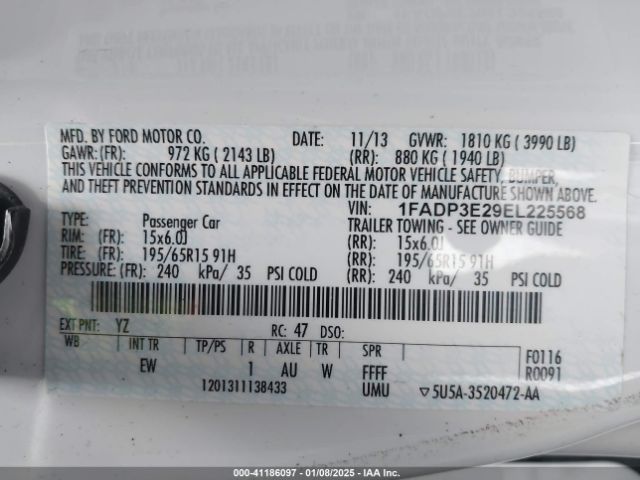 MFD. BY FORD MOTOR CO. DATE: 11/13 GVWR: 1810 KG ( 3990 LB)
GAWR:(FR): 972 KG ( 2143 LB) (RR): 880 KG ( 1940 LB)
THIS VEHICLE CONFORMS TO ALL APPLICABLE FEDERAL MOTOR VEHICLE SAFETY, BUMPER,
AND THEFT PREVENTION STANDARDS IN EFFECT ON THE DATE OF MANUFACTURE SHOWN ABOVE.
VIN: 1FADP3E29EL225568
TYPE: Passenger Car TRAILER TOWING - SEE OWNER GUIDE
RIM: (FR): 15x6.0J (RR): 15x6.0J
TIRE: (FR): 195/65R15 91H (RR): 195/65R15 91H
PRESSURE: (FR): 240 kPa/ 35 PSI COLD (RR): 240 kPa/ 35 PSI COLD
EXT PNT: YZ RC: 47 DSO:
WB INT TR TP/PS R AXLE TR SPR F0116
EW 1 AU W FFFF R0091
1201311138433 UMU ▽5U5A-3520472-AA
000-41186097 - 01/08/2025 - IAA Inc.